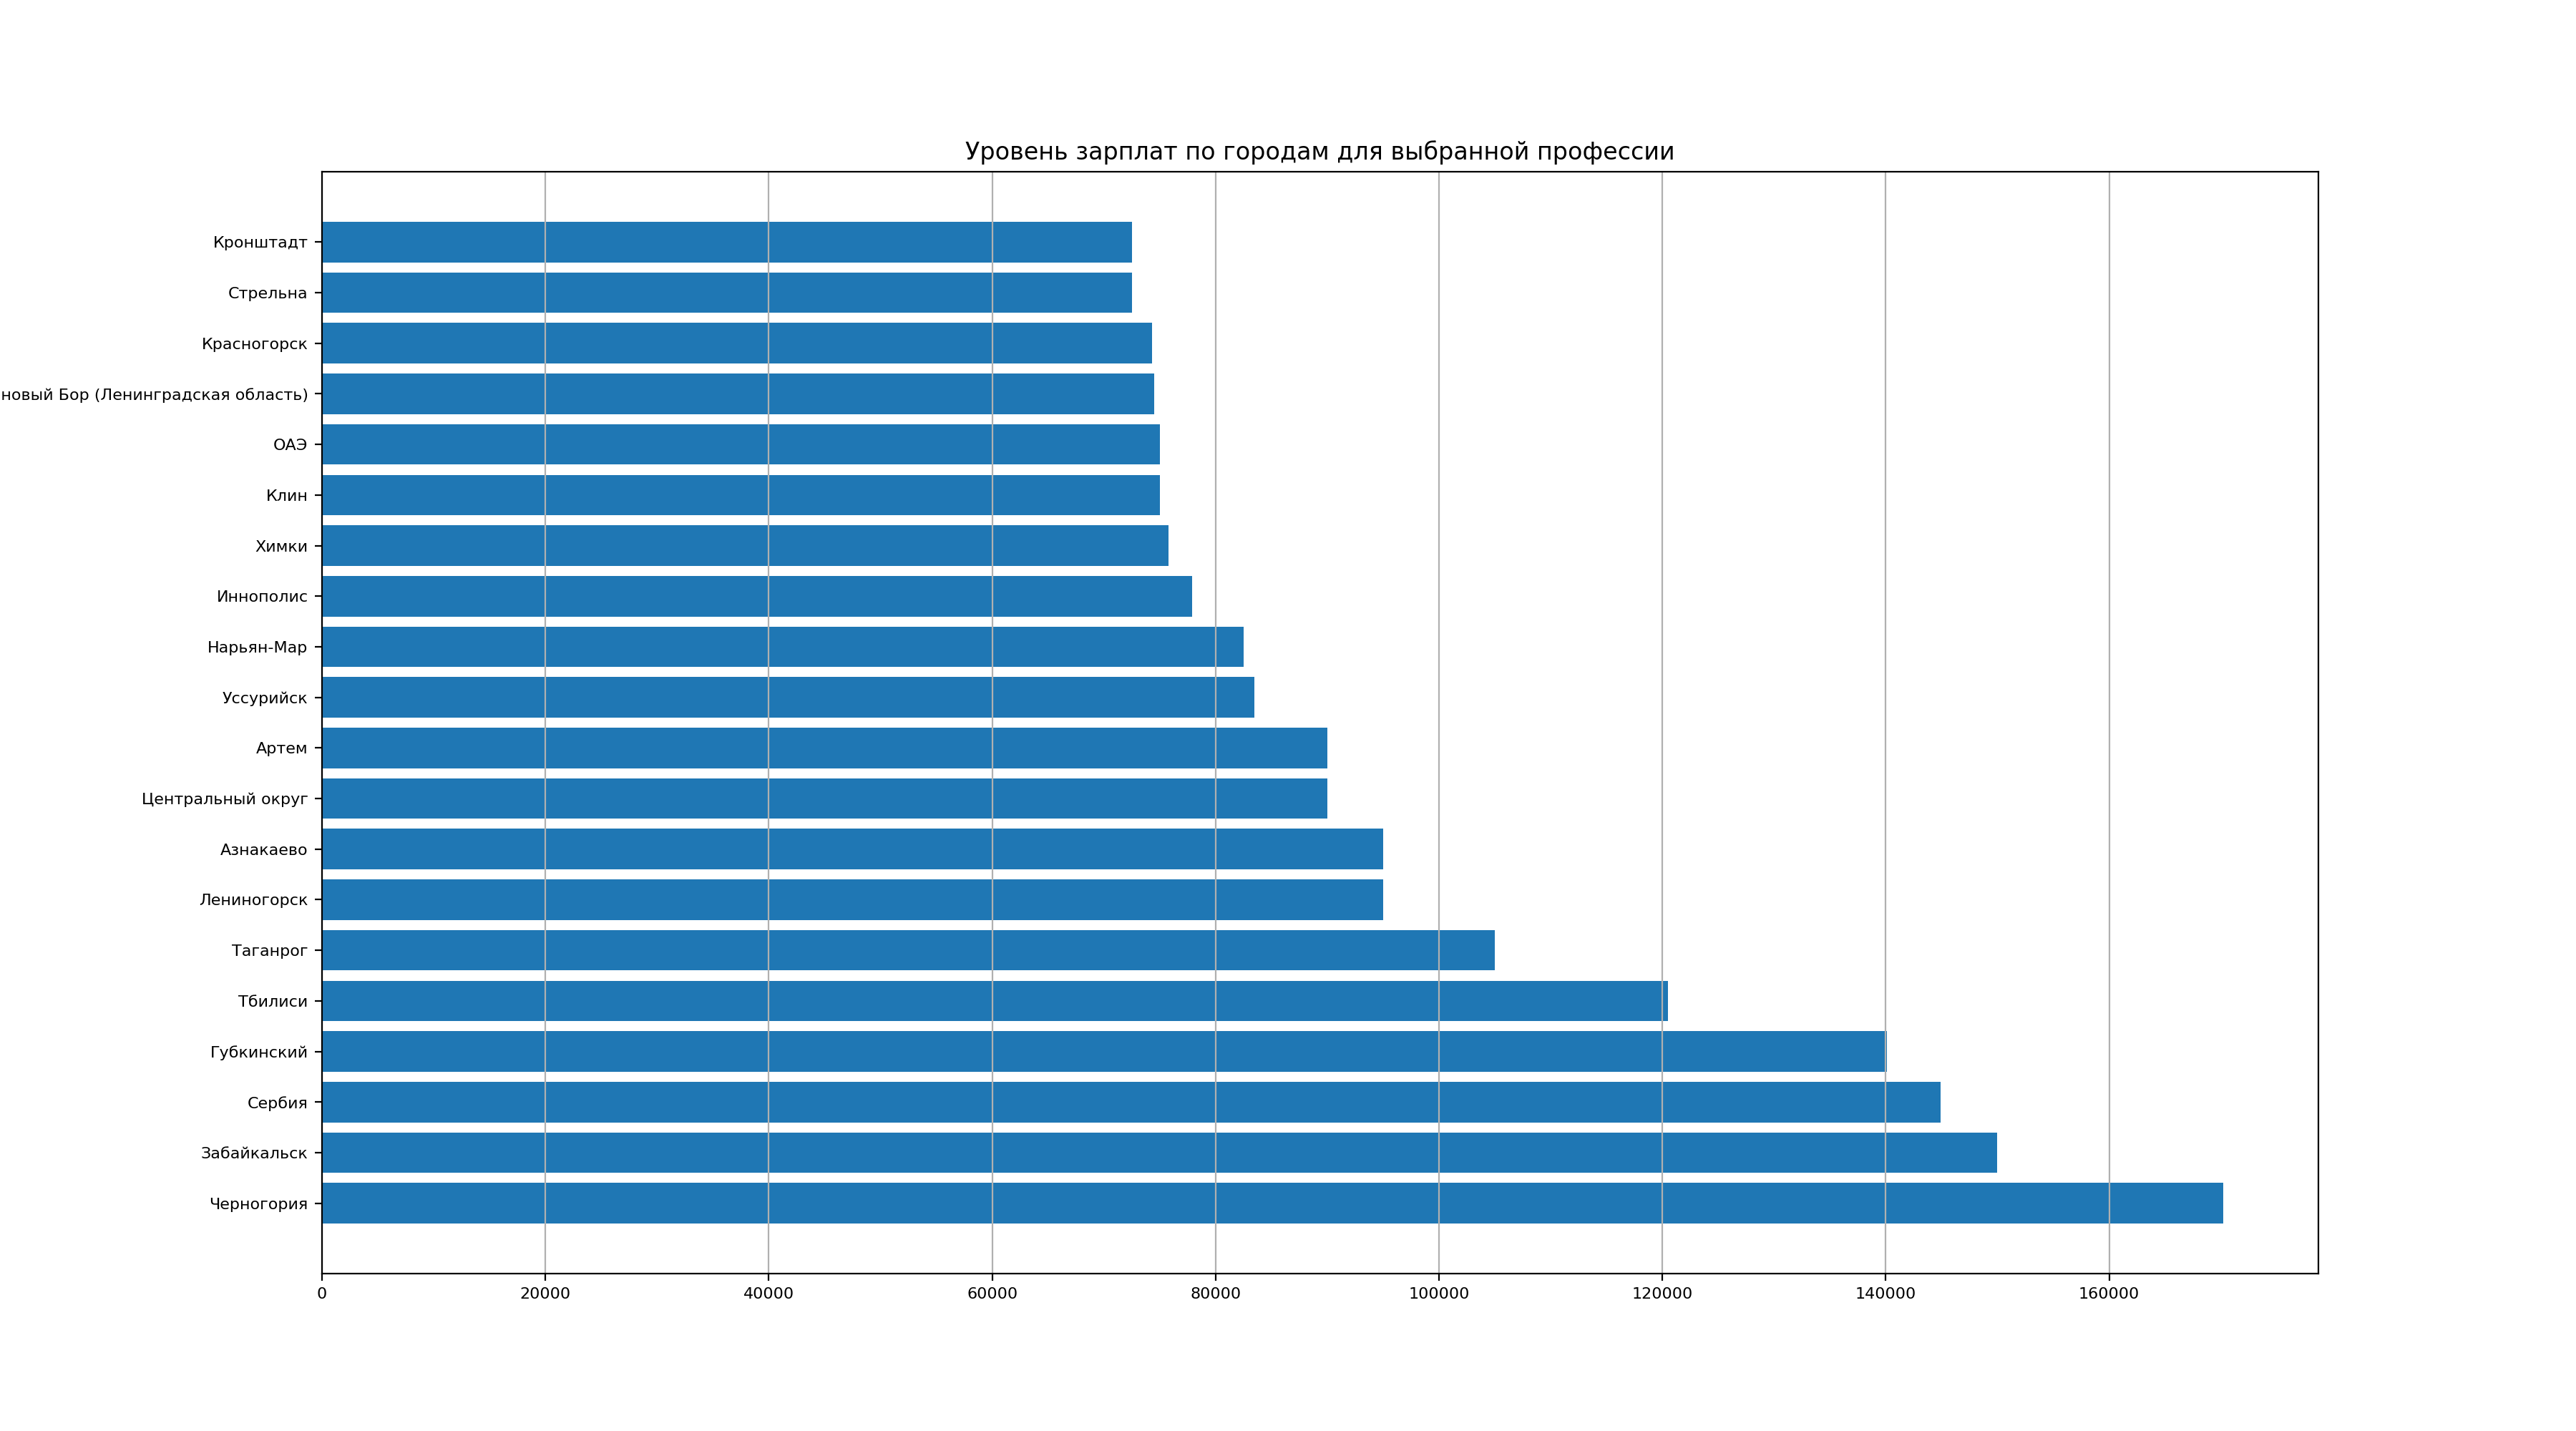 Уровень зарплат по городам для выбранной профессии
Кронштадт
Стрельна
Красногорск
новый Бор (Ленинградская область)
ОАЭ
Клин
Химки
Иннополис
Нарьян-Мар
Уссурийск
Артем
Центральный округ
Азнакаево
Лениногорск
Таганрог
Тбилиси
Губкинский
Сербия
Забайкальск
Черногория
0 20000 40000 60000 80000 100000 120000 140000 160000